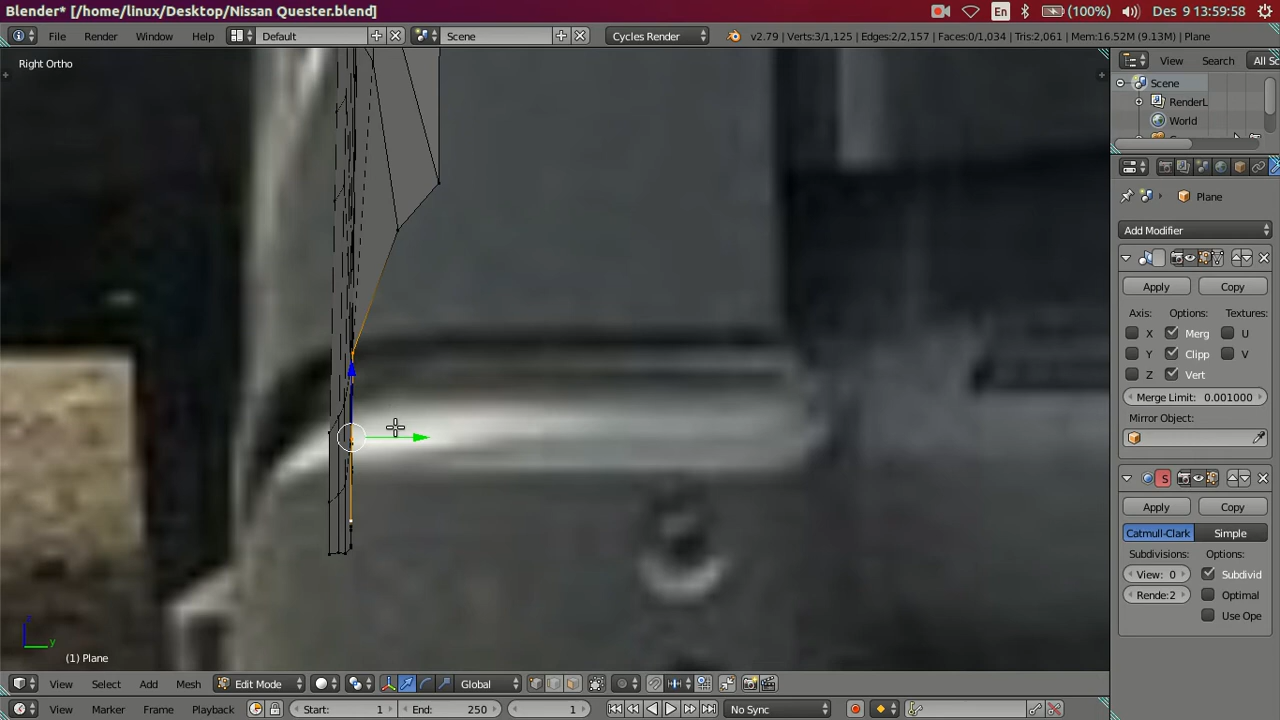 Blender* [/home/linux/Desktop/Nissan Quester.blend]
En
(100%)
Des 9 13:59:58
File Render Window Help
Default
Scene
Cycles Render
v2.79 | Verts:3/1,125 | Edges:2/2,157 | Faces:0/1,034 | Tris:2,061 | Mem:16.52M (9.13M) | Plane
View Search All Sc
Right Ortho
Scene
RenderL
World
Plane
Add Modifier
Apply Copy
Axis: Options: Textures:
X Merg U
Y Clipp V
Z Vert
Merge Limit: 0.001000
Mirror Object:
S
Apply Copy
Catmull-Clark Simple
Subdivisions: Options:
View: 0 Subdivid
Rende:2 Optimal
Use Ope
z
y
(1) Plane
View Select Add Mesh
Edit Mode
Global
View Marker Frame Playback
Start: 1
End: 250
1
No Sync